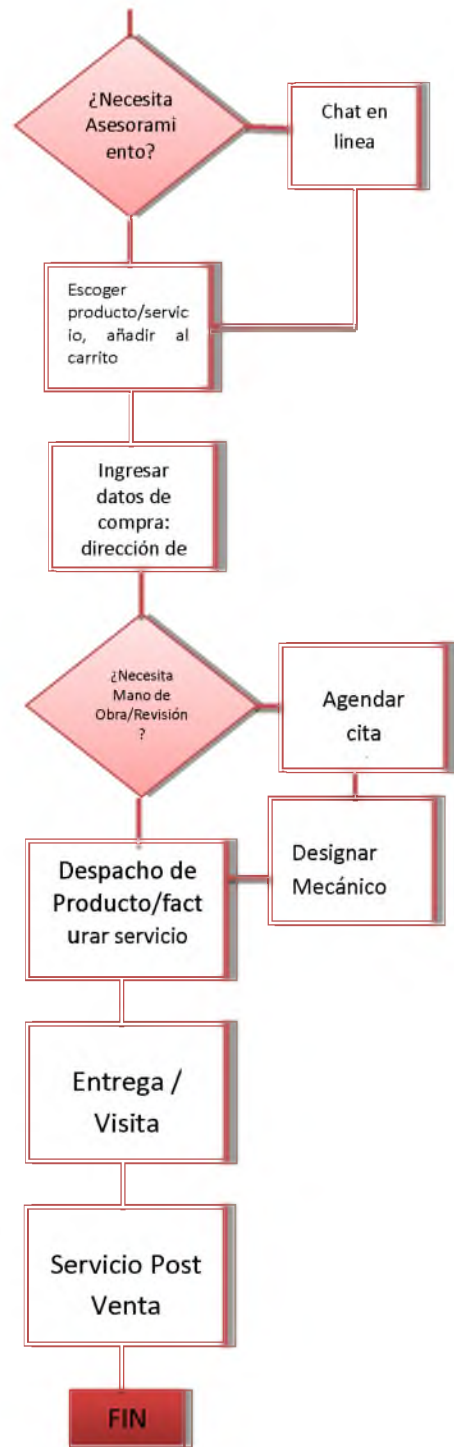 ¿Necesita
Asesorami
ento?
Chat en
linea
Escoger
producto/servic
io, añadir al
carrito
Ingresar
datos de
compra:
dirección de
¿Necesita
Mano de
Obra/Revisión
?
Agendar
cita
.
Designar
Mecánico
Despacho de
Producto/fact
urar servicio
Entrega /
Visita
Servicio Post
Venta
FIN